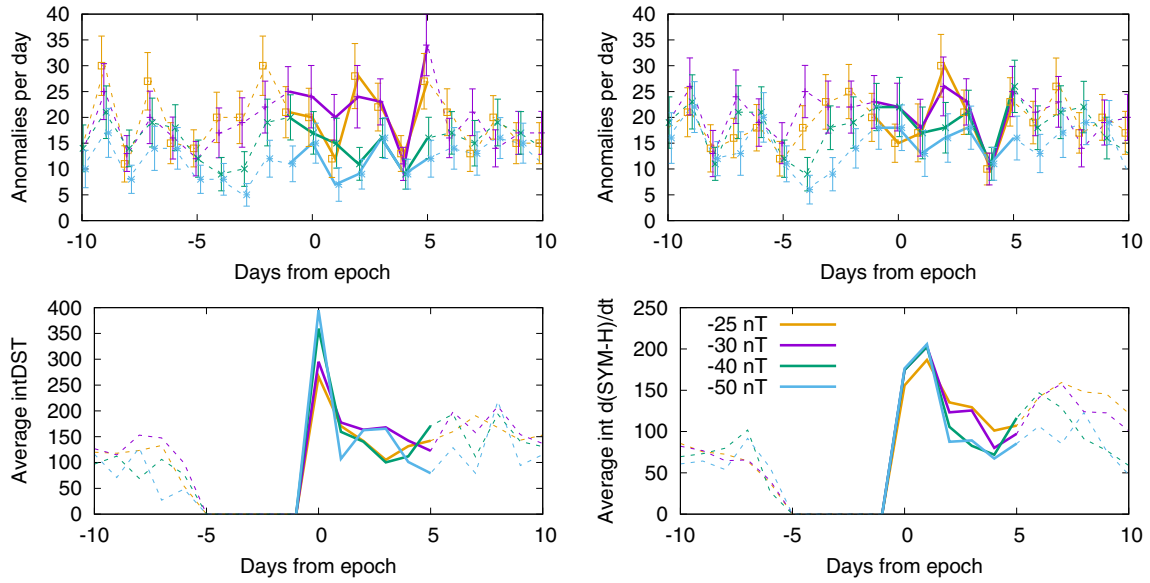 Anomalies per day
40
35
30
25
20
15
10
5
0
-10 -5 0 5 10
Days from epoch
Anomalies per day
40
35
30
25
20
15
10
5
0
-10 -5 0 5 10
Days from epoch
Average intDST
400
350
300
250
200
150
100
50
0
-10 -5 0 5 10
Days from epoch
Average int d(SYM-H)/dt
250
200
150
100
50
0
-25 nT
-30 nT
-40 nT
-50 nT
-10 -5 0 5 10
Days from epoch